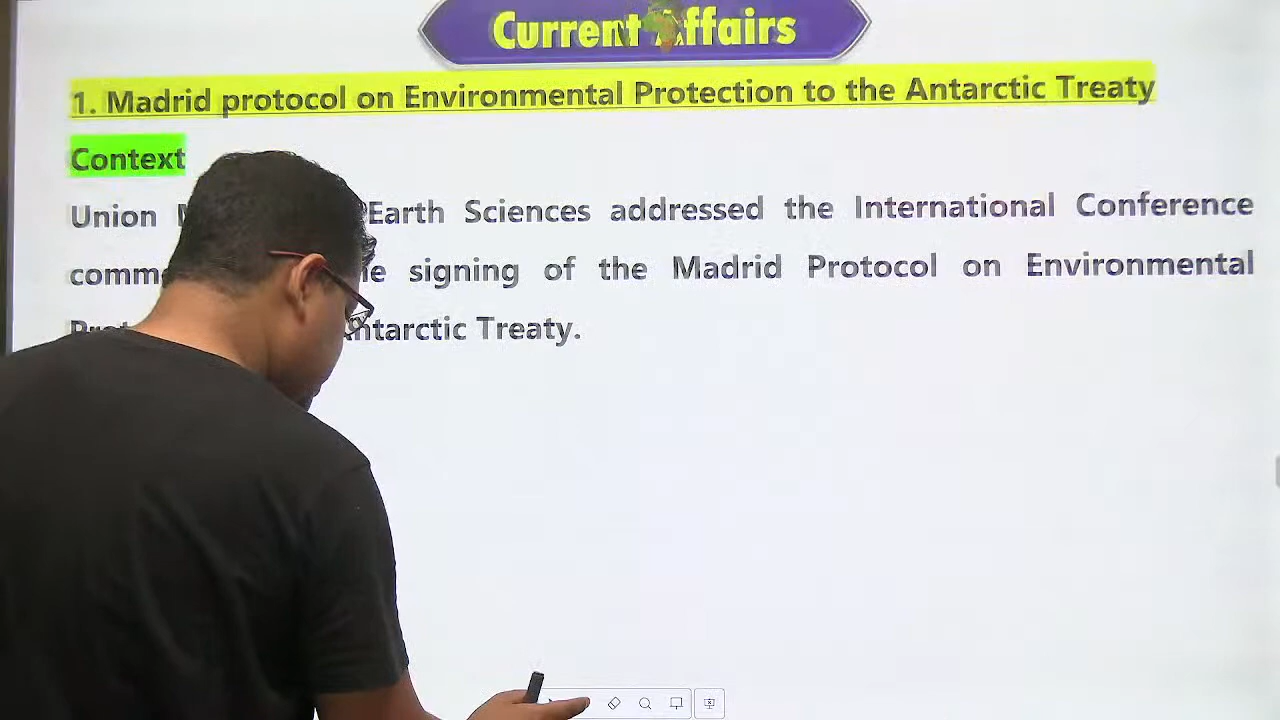 Current Affairs
1. Madrid protocol on Environmental Protection to the Antarctic Treaty
Context
Union Earth Sciences addressed the International Conference
signing of the Madrid Protocol on Environmental
Treaty.